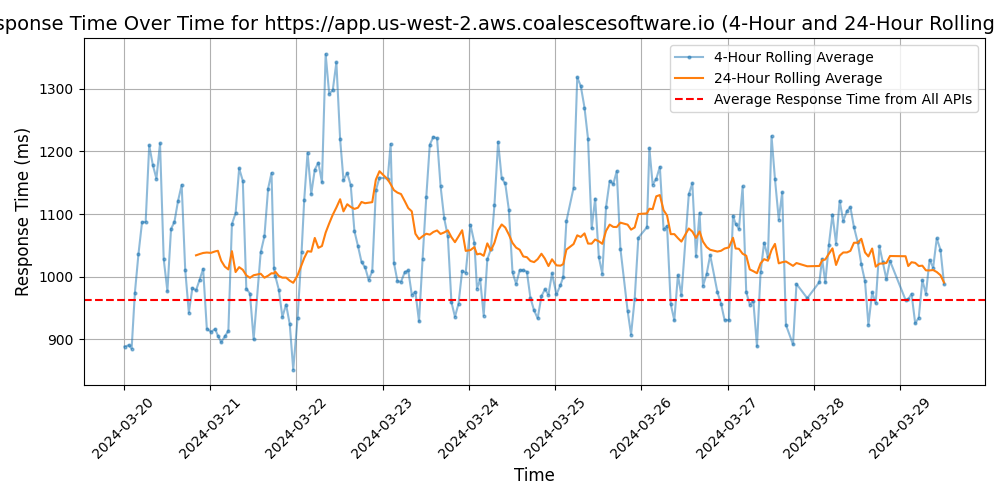 sponse Time Over Time for https://app.us-west-2.aws.coalescesoftware.io (4-Hour and 24-Hour Rolling
4-Hour Rolling Average
24-Hour Rolling Average
Average Response Time from All APIs
Response Time (ms)
1300
1200
1100
1000
900
2024-03-20
2024-03-21
2024-03-22
2024-03-23
2024-03-24
2024-03-25
2024-03-26
2024-03-27
2024-03-28
2024-03-29
Time